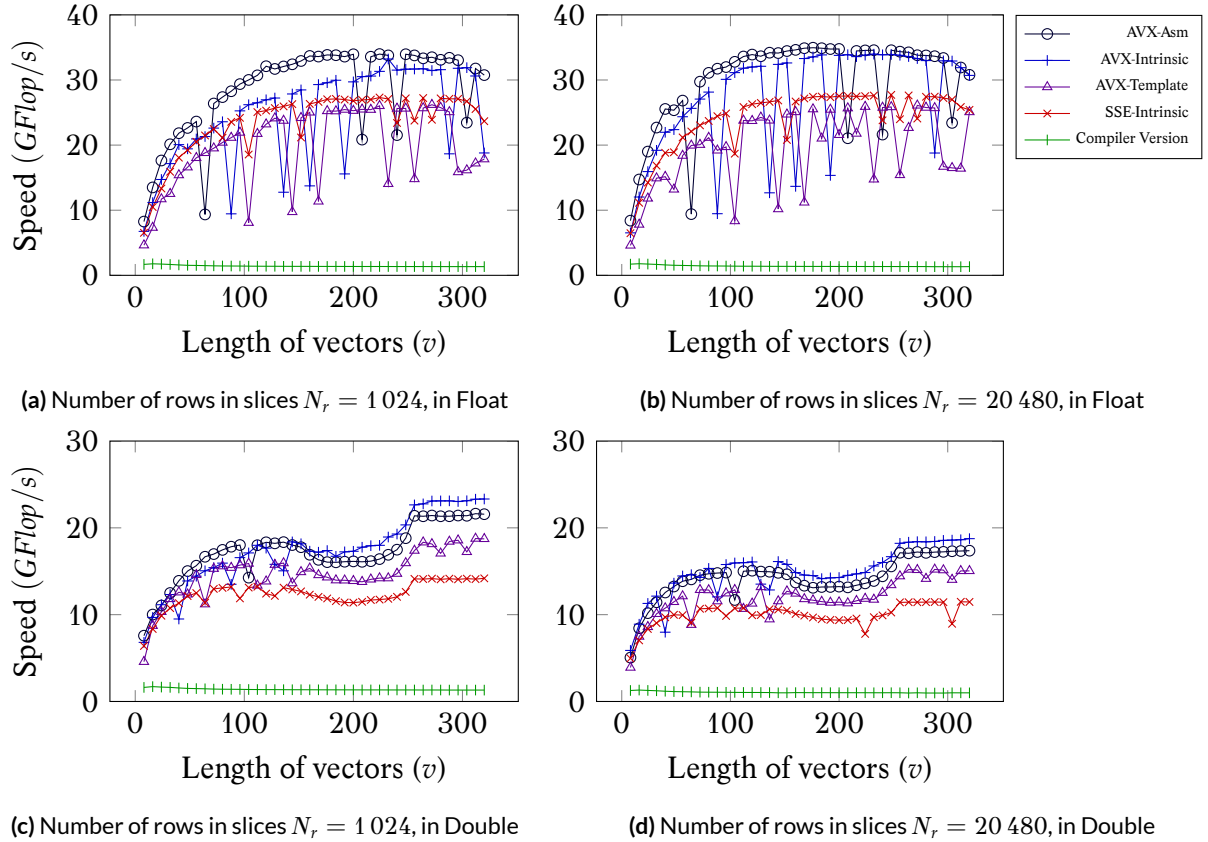 40
30
20
10
0
0 100 200 300
Speed (GFlop/s)
Length of vectors (v)
(a) Number of rows in slices N_r = 1 024, in Float
40
30
20
10
0
0 100 200 300
Length of vectors (v)
(b) Number of rows in slices N_r = 20 480, in Float
AVX-Asm
AVX-Intrinsic
AVX-Template
SSE-Intrinsic
Compiler Version
30
20
10
0
0 100 200 300
Speed (GFlop/s)
Length of vectors (v)
(c) Number of rows in slices N_r = 1 024, in Double
30
20
10
0
0 100 200 300
Length of vectors (v)
(d) Number of rows in slices N_r = 20 480, in Double